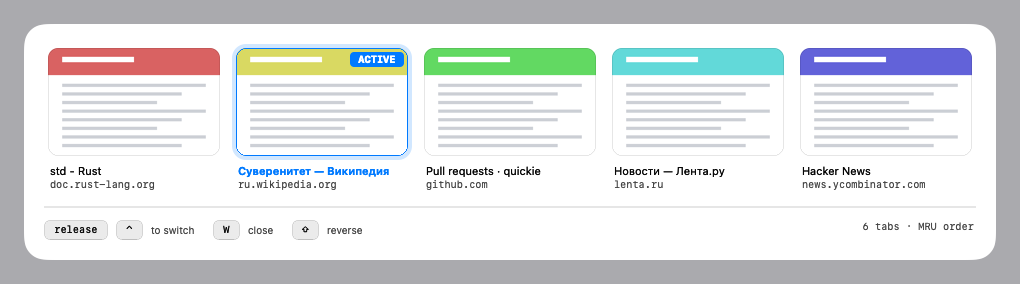 ACTIVE
std - Rust
doc.rust-lang.org
Суверенитет — Википедия
ru.wikipedia.org
Pull requests · quickie
github.com
Новости — Лента.ру
lenta.ru
Hacker News
news.ycombinator.com
release ^ to switch W close ⇧ reverse
6 tabs · MRU order